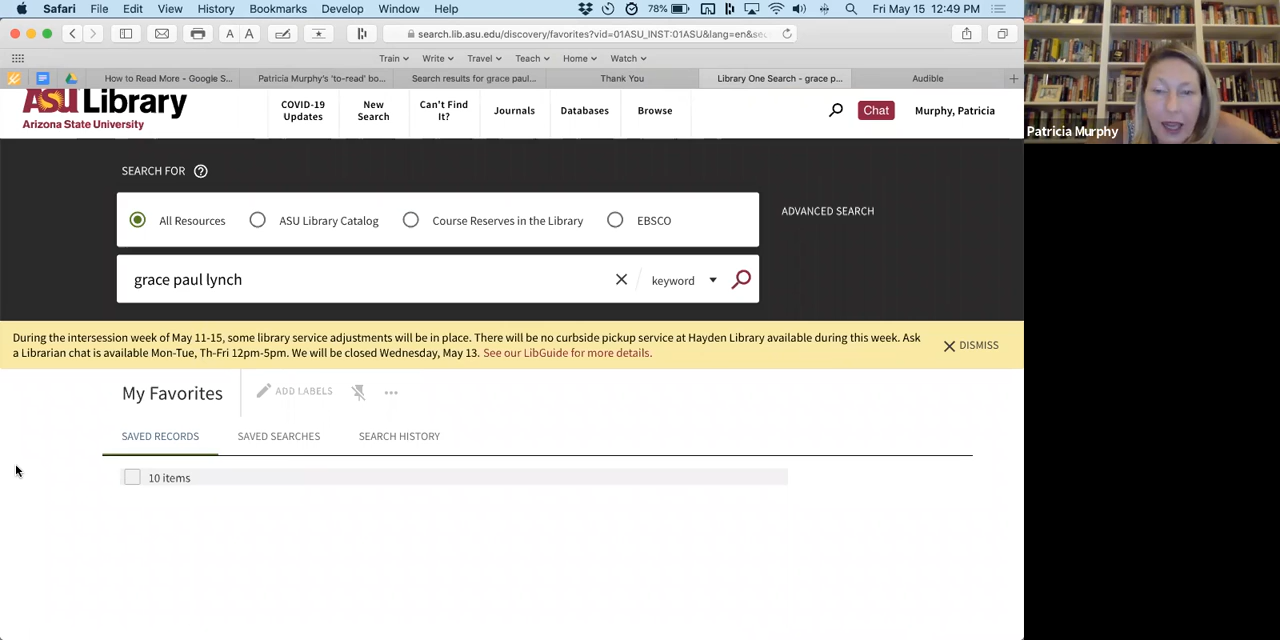 Safari File Edit View History Bookmarks Develop Window Help 78% Fri May 15 12:49 PM
A A search.lib.asu.edu/discovery/favorites?vid=01ASU_INST:01ASU&lang=en&sec
Train Write Travel Teach Home Watch
How to Read More - Google S... Patricia Murphy's 'to-read' bo... Search results for grace paul... Thank You Library One Search - grace p... Audible
ASU Library
Arizona State University
COVID-19 Updates
New Search
Can't Find It?
Journals
Databases
Browse
Chat
Murphy, Patricia
Patricia Murphy
SEARCH FOR
All Resources ASU Library Catalog Course Reserves in the Library EBSCO
ADVANCED SEARCH
grace paul lynch keyword
During the intersession week of May 11-15, some library service adjustments will be in place. There will be no curbside pickup service at Hayden Library available during this week. Ask
a Librarian chat is available Mon-Tue, Th-Fri 12pm-5pm. We will be closed Wednesday, May 13. See our LibGuide for more details.
DISMISS
My Favorites ADD LABELS
SAVED RECORDS SAVED SEARCHES SEARCH HISTORY
10 items